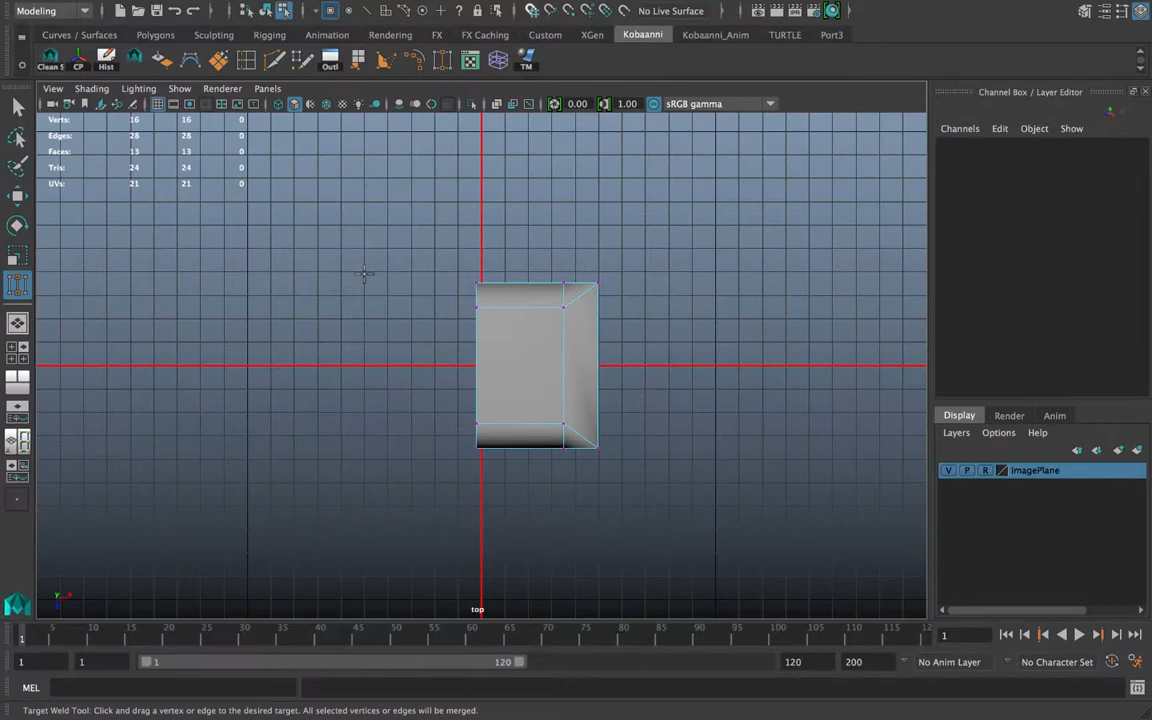 Modeling
No Live Surface
Curves / Surfaces Polygons Sculpting Rigging Animation Rendering FX FX Caching Custom XGen Kobaanni Kobaanni_Anim TURTLE Port3
Clean S CP Hist Outl TM
View Shading Lighting Show Renderer Panels
0.00 1.00 sRGB gamma
Verts: 16 16 0
Edges: 28 28 0
Faces: 13 13 0
Tris: 24 24 0
UVs: 21 21 0
Channel Box / Layer Editor
Channels Edit Object Show
Display Render Anim
Layers Options Help
V P R ImagePlane
y x
z
top
5 10 15 20 25 30 35 40 45 50 55 60 65 70 75 80 85 90 95 100 105 110 115 12
1 1
1 1 1 120 120 200 No Anim Layer No Character Set
MEL
Target Weld Tool: Click and drag a vertex or edge to the desired target. All selected vertices or edges will be merged.